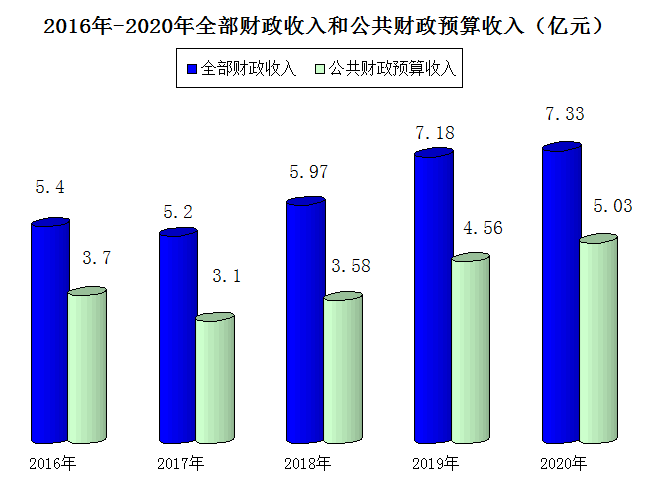 2016年-2020年全部财政收入和公共财政预算收入（亿元）
全部财政收入 公共财政预算收入
5.4 3.7 5.2 3.1 5.97 3.58 7.18 4.56 7.33 5.03
2016年 2017年 2018年 2019年 2020年